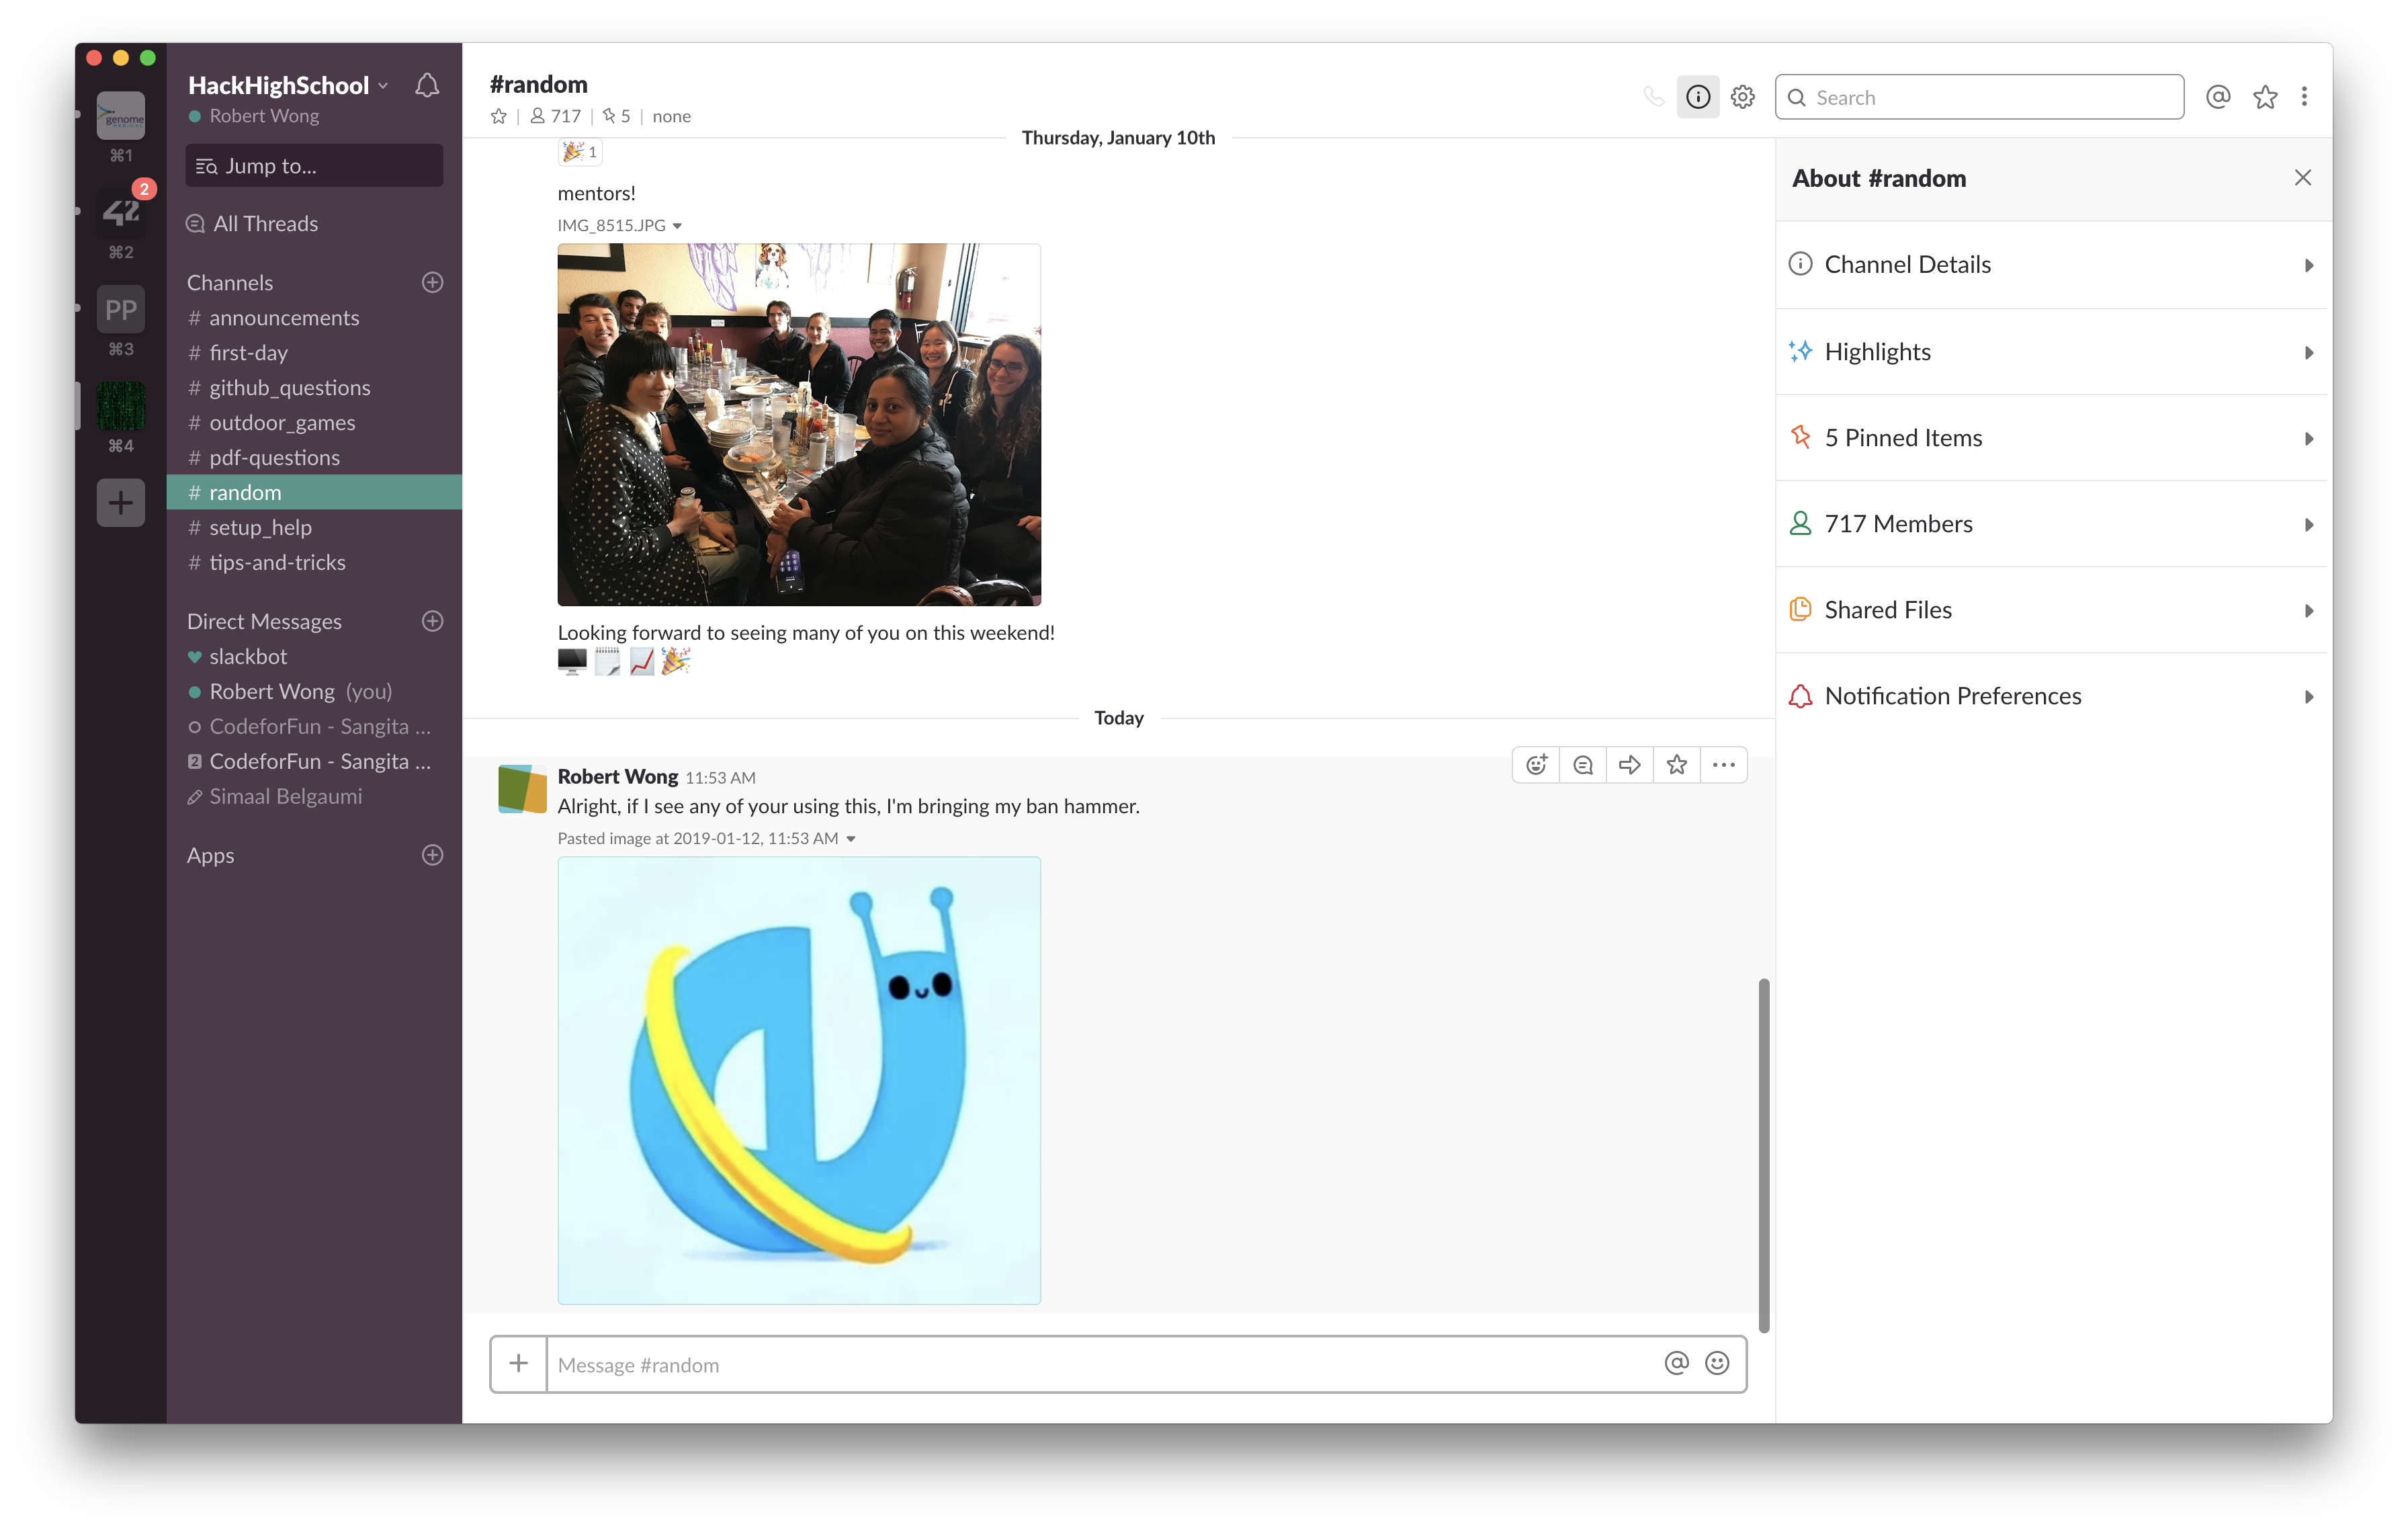 genome
MEDICAL
⌘1
2
42
⌘2
PP
⌘3
⌘4
HackHighSchool
Robert Wong
Jump to...
All Threads
Channels
# announcements
# first-day
# github_questions
# outdoor_games
# pdf-questions
# random
# setup_help
# tips-and-tricks
Direct Messages
slackbot
Robert Wong (you)
CodeforFun - Sangita ...
2 CodeforFun - Sangita ...
Simaal Belgaumi
Apps
#random
717 | 5 | none
Search
Thursday, January 10th
1
mentors!
IMG_8515.JPG
Looking forward to seeing many of you on this weekend!
Today
Robert Wong 11:53 AM
Alright, if I see any of your using this, I'm bringing my ban hammer.
Pasted image at 2019-01-12, 11:53 AM
Message #random
About #random
Channel Details
Highlights
5 Pinned Items
717 Members
Shared Files
Notification Preferences